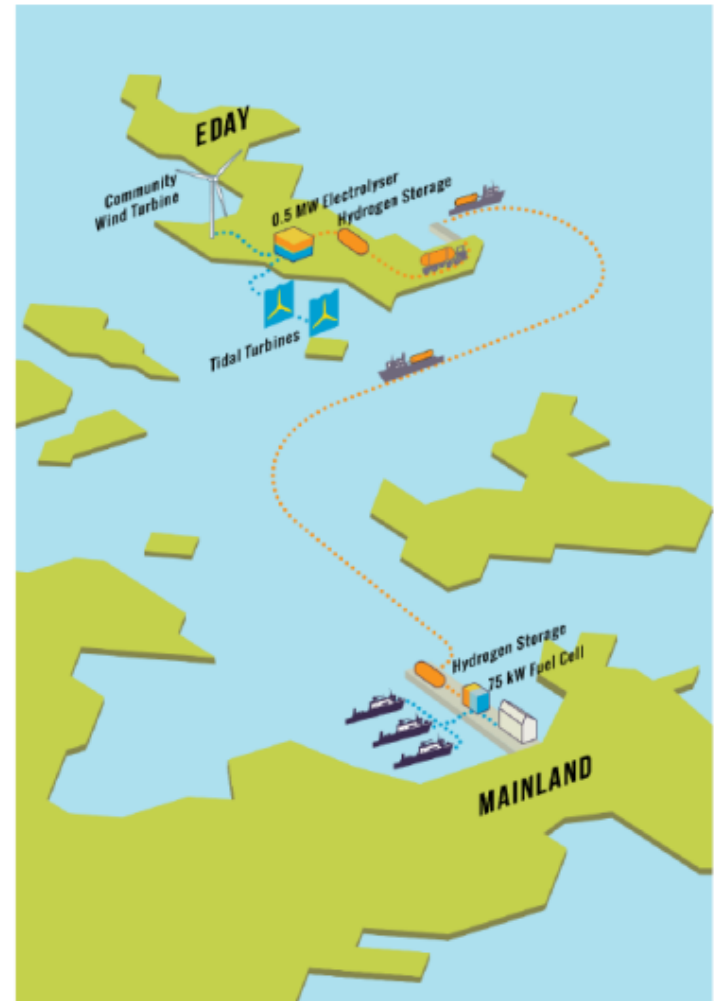 EDAY
Community
Wind Turbine
0.5 MW Electrolyser
Hydrogen Storage
Tidal Turbines
Hydrogen Storage
75 kW Fuel Cell
MAINLAND